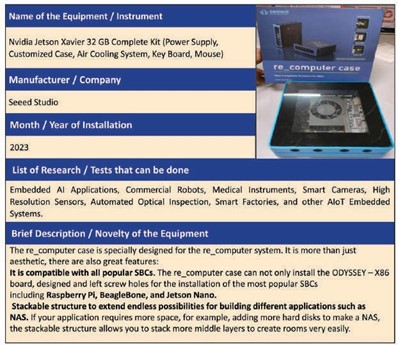 Name of the Equipment / Instrument
Nvidia Jetson Xavier 32 GB Complete Kit (Power Supply,
Customized Case, Air Cooling System, Key Board, Mouse)
Manufacturer / Company
Seeed Studio
Month / Year of Installation
2023
re_computer case
List of Research / Tests that can be done
Embedded AI Applications, Commercial Robots, Medical Instruments, Smart Cameras, High
Resolution Sensors, Automated Optical Inspection, Smart Factories, and other AIoT Embedded
Systems.
Brief Description / Novelty of the Equipment
The re_computer case is specially designed for the re_computer system. It is more than just
aesthetic, there are also great features:
It is compatible with all popular SBCs. The re_computer case can not only install the ODYSSEY – X86
board, designed and left screw holes for the installation of the most popular SBCs
including Raspberry Pi, BeagleBone, and Jetson Nano.
Stackable structure to extend endless possibilities for building different applications such as
NAS. If your application requires more space, for example, adding more hard disks to make a NAS,
the stackable structure allows you to stack more middle layers to create rooms very easily.